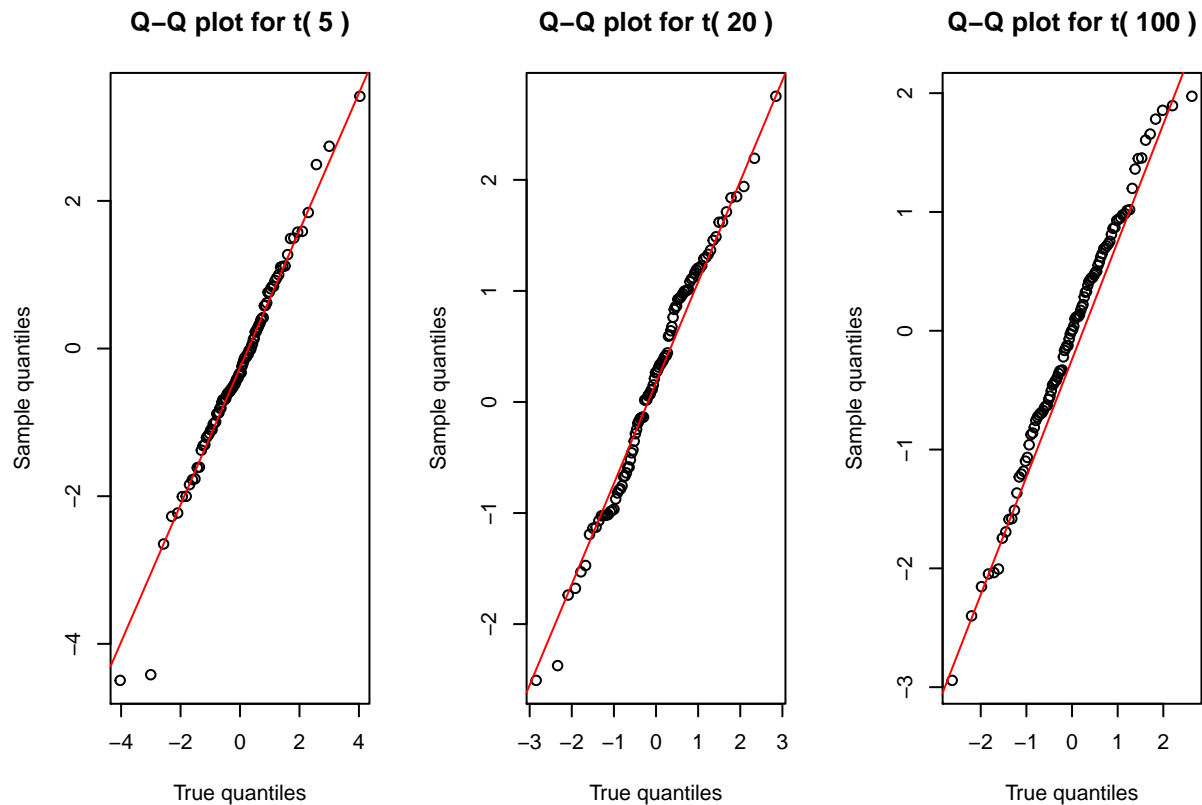 Q−Q plot for t( 5 )
Sample quantiles
2
0
−2
−4
−4 −2 0 2 4
True quantiles
Q−Q plot for t( 20 )
Sample quantiles
2
1
0
−1
−2
−3 −2 −1 0 1 2 3
True quantiles
Q−Q plot for t( 100 )
Sample quantiles
2
1
0
−1
−2
−3
−2 −1 0 1 2
True quantiles